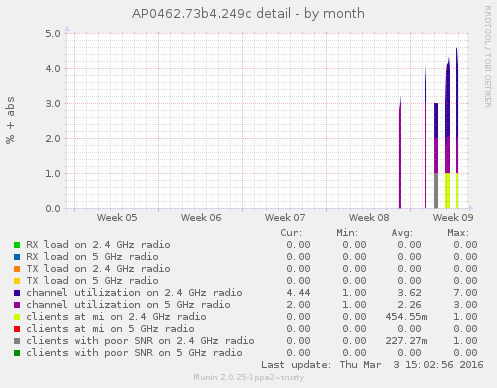 AP0462.73b4.249c detail - by month
RRDTOOL / TOBI OETIKER
% + abs
5.0
4.0
3.0
2.0
1.0
0.0
Week 05 Week 06 Week 07 Week 08 Week 09
Cur: Min: Avg: Max:
RX load on 2.4 GHz radio 0.00 0.00 0.00 0.00
RX load on 5 GHz radio 0.00 0.00 0.00 0.00
TX load on 2.4 GHz radio 0.00 0.00 0.00 0.00
TX load on 5 GHz radio 0.00 0.00 0.00 0.00
channel utilization on 2.4 GHz radio 4.44 1.00 3.62 7.00
channel utilization on 5 GHz radio 2.00 1.00 2.26 3.00
clients at mi on 2.4 GHz radio 0.00 0.00 454.55m 1.00
clients at mi on 5 GHz radio 0.00 0.00 0.00 0.00
clients with poor SNR on 2.4 GHz radio 0.00 0.00 227.27m 1.00
clients with poor SNR on 5 GHz radio 0.00 0.00 0.00 0.00
Last update: Thu Mar 3 15:02:56 2016
Munin 2.0.25-1ppa2~trusty